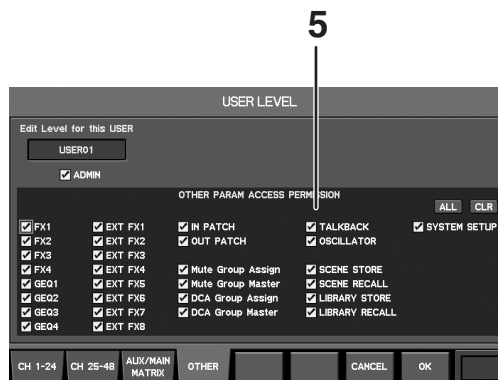 5
USER LEVEL
Edit Level for this USER
USER01
ADMIN
OTHER PARAM ACCESS PERMISSION
ALL CLR
FX1 EXT FX1 IN PATCH TALKBACK SYSTEM SETUP
FX2 EXT FX2 OUT PATCH OSCILLATOR
FX3 EXT FX3
FX4 EXT FX4 Mute Group Assign SCENE STORE
GEQ1 EXT FX5 Mute Group Master SCENE RECALL
GEQ2 EXT FX6 DCA Group Assign LIBRARY STORE
GEQ3 EXT FX7 DCA Group Master LIBRARY RECALL
GEQ4 EXT FX8
CH 1-24 CH 25-48 AUX/MAIN MATRIX OTHER CANCEL OK